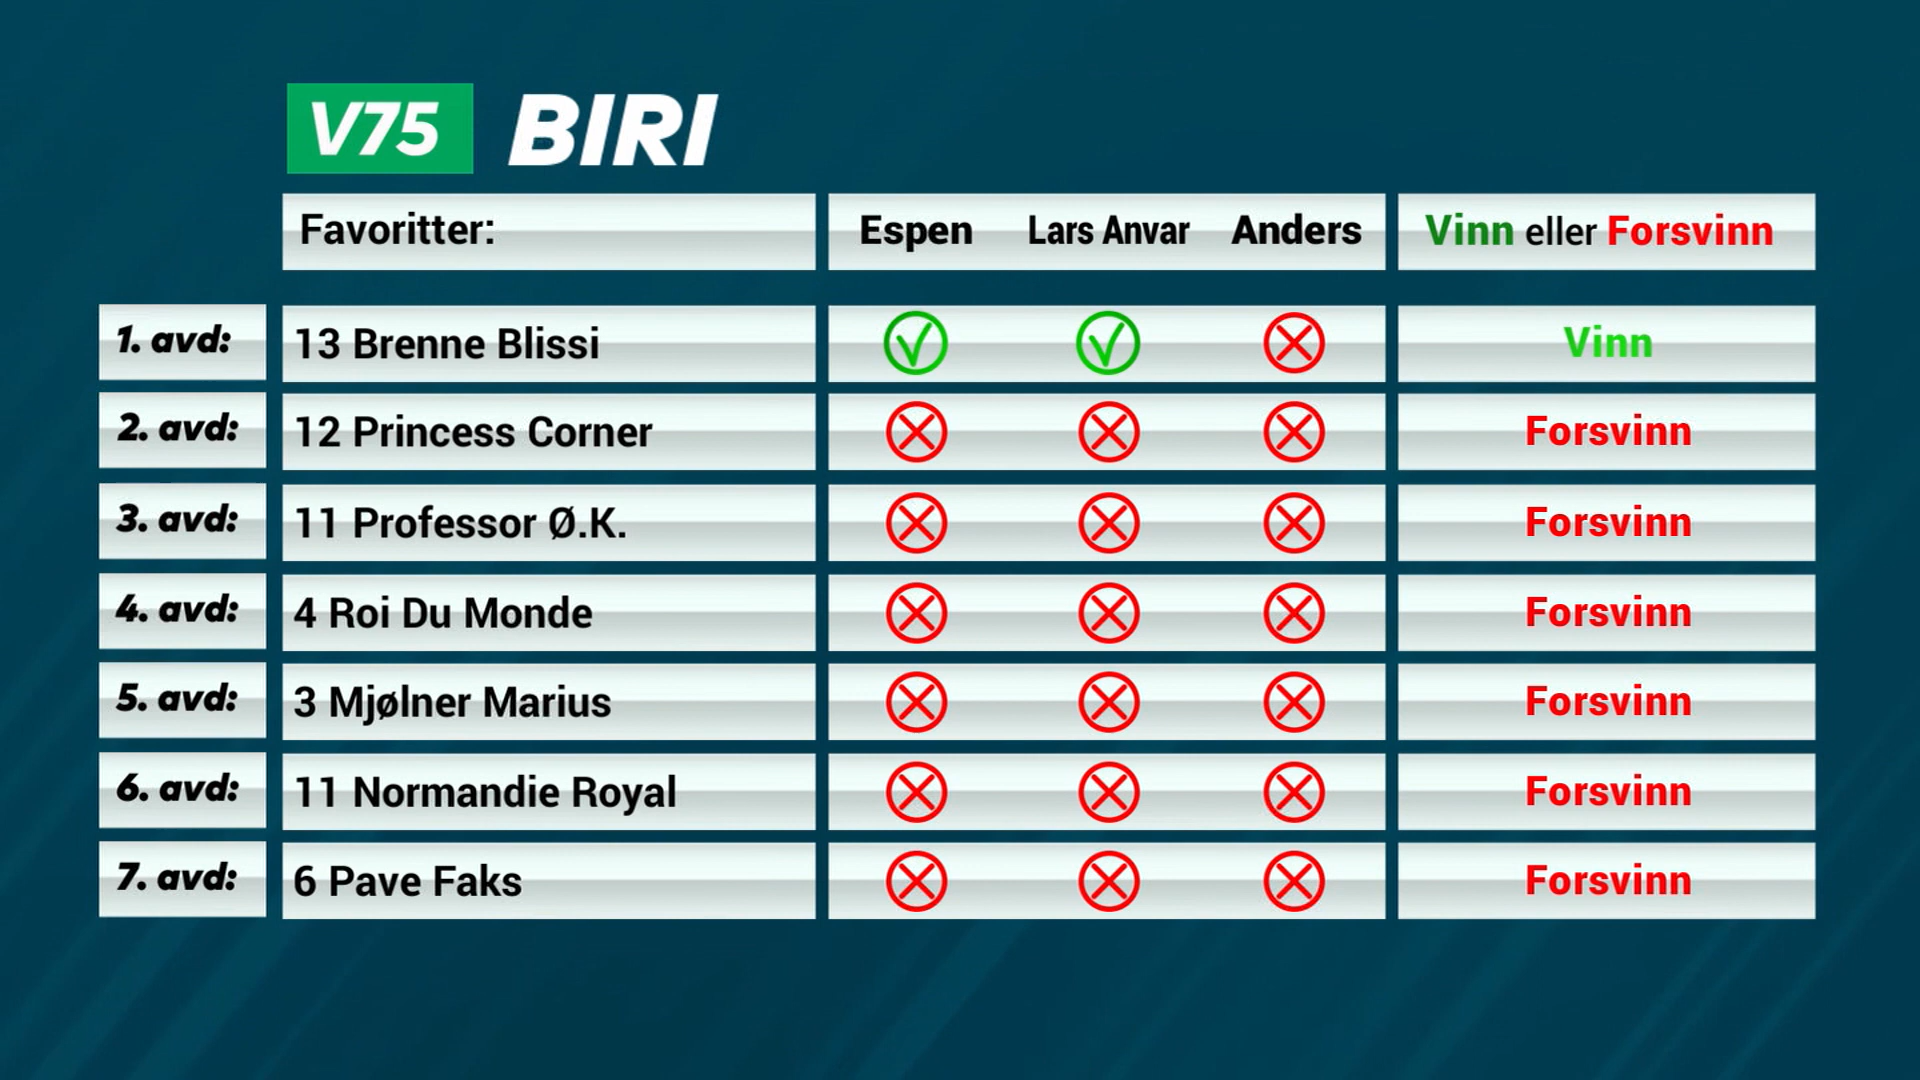 V75 BIRI
Favoritter: Espen Lars Anvar Anders Vinn eller Forsvinn
1. avd: 13 Brenne Blissi Vinn
2. avd: 12 Princess Corner Forsvinn
3. avd: 11 Professor Ø.K. Forsvinn
4. avd: 4 Roi Du Monde Forsvinn
5. avd: 3 Mjølner Marius Forsvinn
6. avd: 11 Normandie Royal Forsvinn
7. avd: 6 Pave Faks Forsvinn